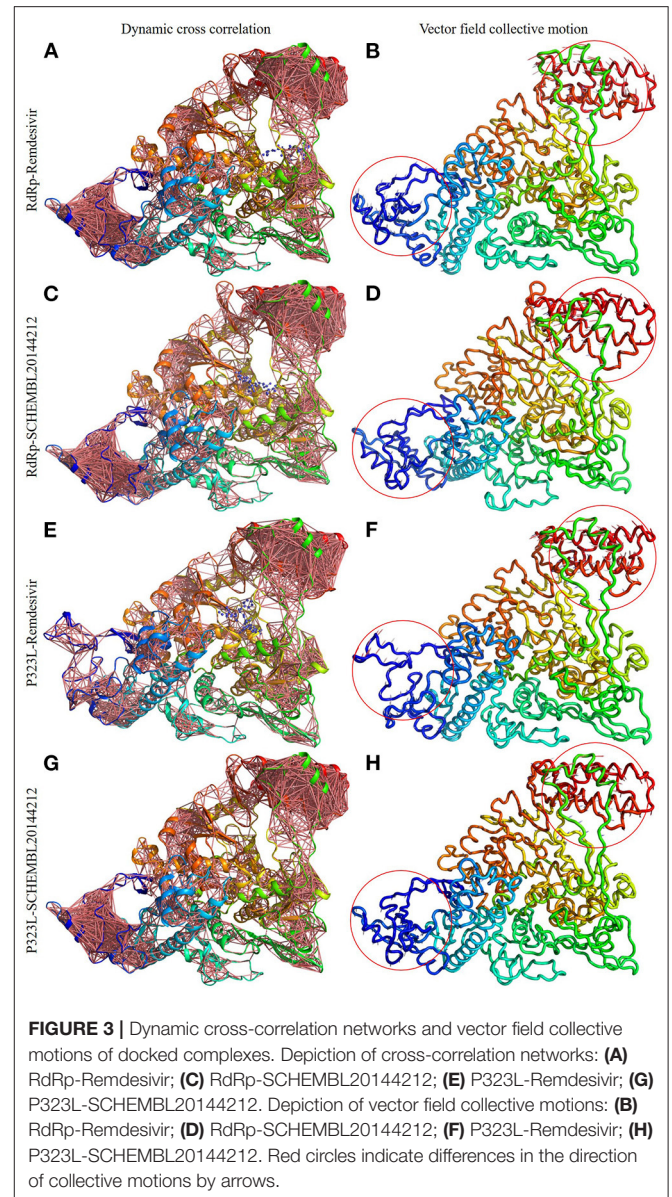 Dynamic cross correlation
Vector field collective motion
A
B
RdRp-Remdesivir
C
D
RdRp-SCHEMBL20144212
E
F
P323L-Remdesivir
G
H
P323L-SCHEMBL20144212
FIGURE 3 | Dynamic cross-correlation networks and vector field collective
motions of docked complexes. Depiction of cross-correlation networks: (A)
RdRp-Remdesivir; (C) RdRp-SCHEMBL20144212; (E) P323L-Remdesivir; (G)
P323L-SCHEMBL20144212. Depiction of vector field collective motions: (B)
RdRp-Remdesivir; (D) RdRp-SCHEMBL20144212; (F) P323L-Remdesivir; (H)
P323L-SCHEMBL20144212. Red circles indicate differences in the direction
of collective motions by arrows.